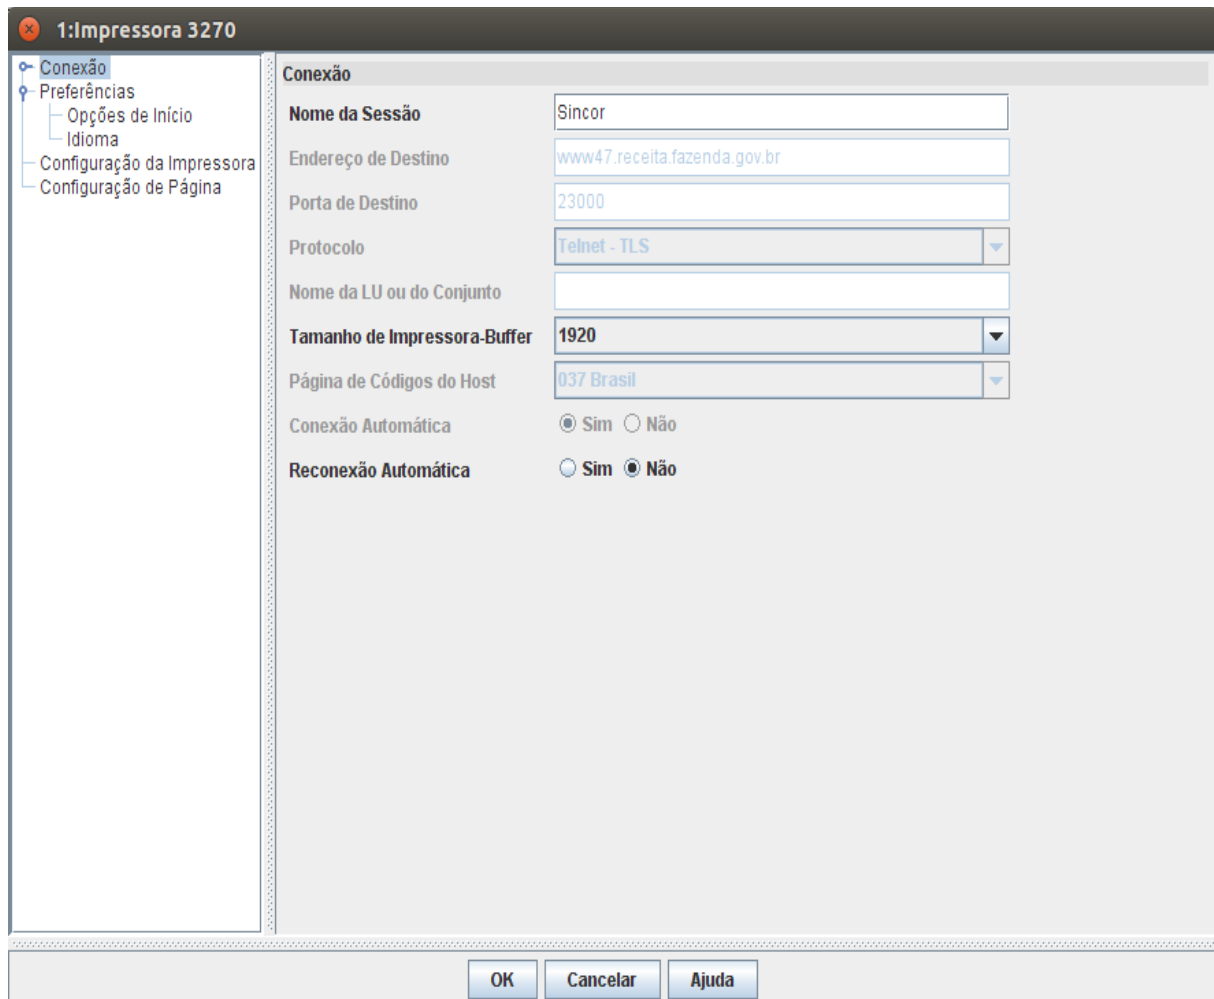 1:Impressora 3270
Conexão
Preferências
Opções de Início
Idioma
Configuração da Impressora
Configuração de Página
Conexão
Nome da Sessão Sincor
Endereço de Destino www47.receita.fazenda.gov.br
Porta de Destino 23000
Protocolo Telnet - TLS
Nome da LU ou do Conjunto
Tamanho de Impressora-Buffer 1920
Página de Códigos do Host 037 Brasil
Conexão Automática Sim Não
Reconexão Automática Sim Não
OK Cancelar Ajuda